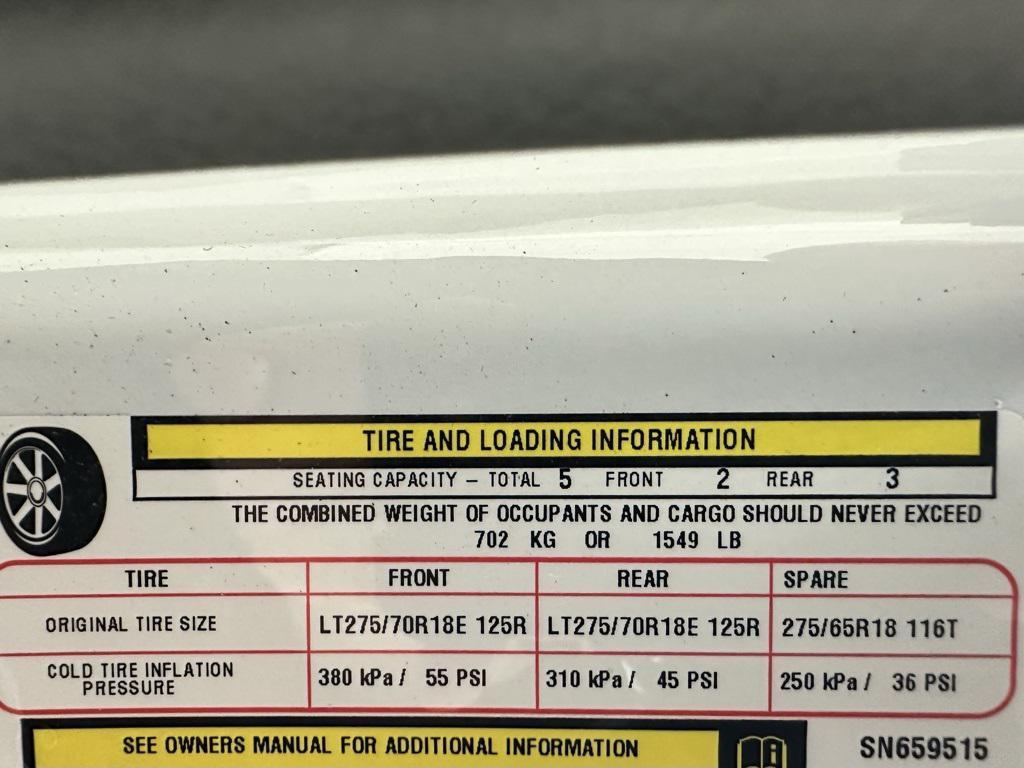 TIRE AND LOADING INFORMATION
SEATING CAPACITY – TOTAL 5 FRONT 2 REAR 3
THE COMBINED WEIGHT OF OCCUPANTS AND CARGO SHOULD NEVER EXCEED
702 KG OR 1549 LB
TIRE FRONT REAR SPARE
ORIGINAL TIRE SIZE LT275/70R18E 125R LT275/70R18E 125R 275/65R18 116T
COLD TIRE INFLATION
PRESSURE 380 kPa / 55 PSI 310 kPa / 45 PSI 250 kPa / 36 PSI
SEE OWNERS MANUAL FOR ADDITIONAL INFORMATION i SN659515